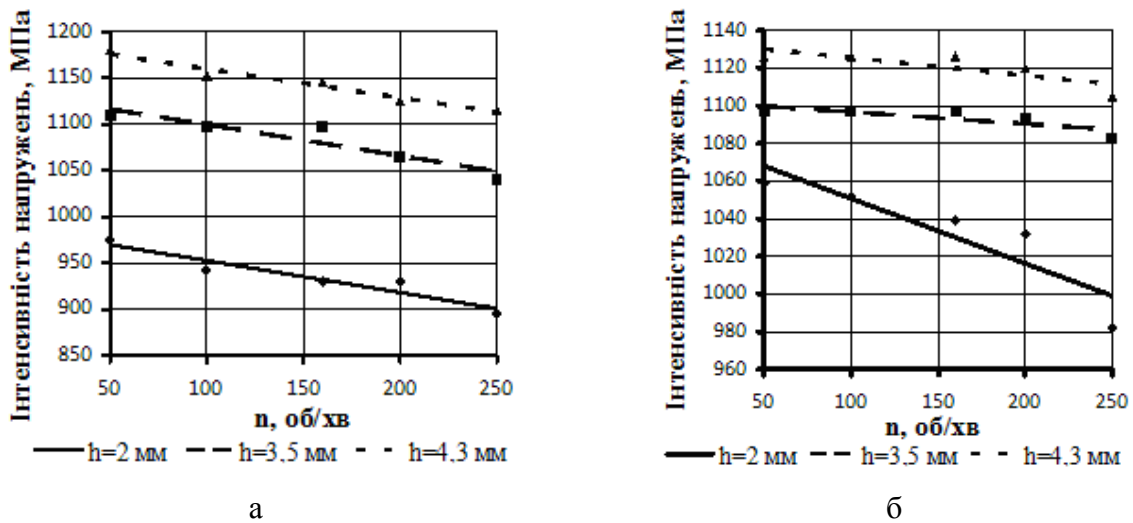 Інтенсивність напружень, МПа
1200
1150
1100
1050
1000
950
900
850
50 100 150 200 250
n, об/хв
h=2 мм h=3,5 мм h=4,3 мм
а
Інтенсивність напружень, МПа
1140
1120
1100
1080
1060
1040
1020
1000
980
960
50 100 150 200 250
n, об/хв
h=2 мм h=3,5 мм h=4,3 мм
б